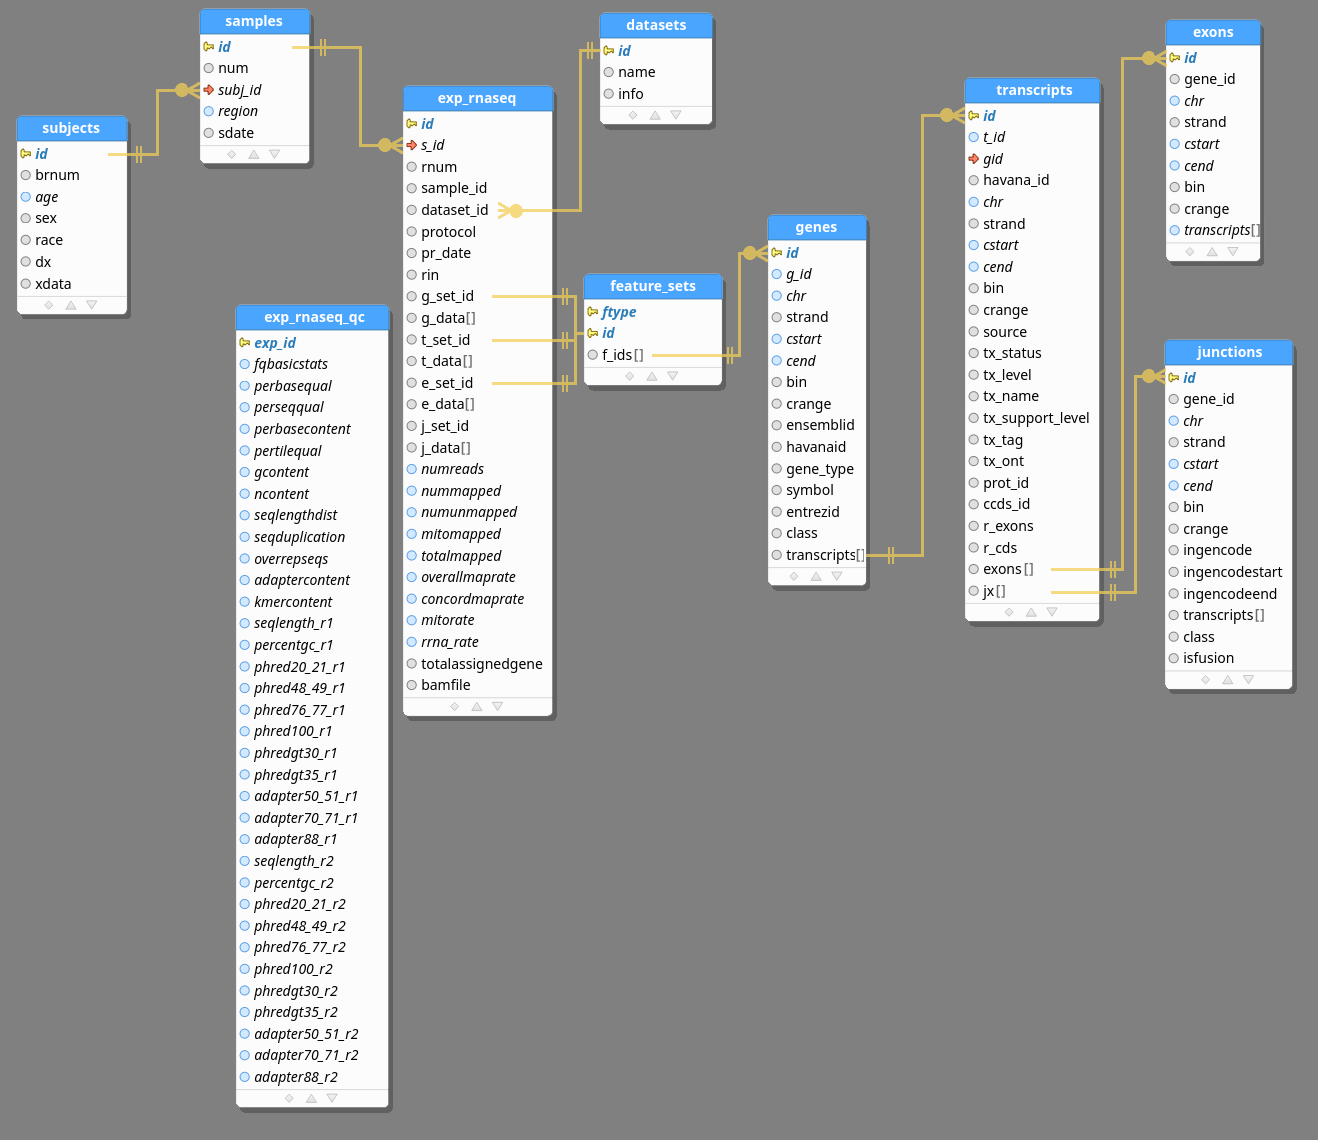 samples
id
num
subj_id
region
sdate
datasets
id
name
info
exons
id
gene_id
chr
strand
cstart
cend
bin
crange
transcripts[]
subjects
id
brnum
age
sex
race
dx
xdata
exp_rnaseq
id
s_id
rnum
sample_id
dataset_id
protocol
pr_date
rin
g_set_id
g_data[]
t_set_id
t_data[]
e_set_id
e_data[]
j_set_id
j_data[]
numreads
nummapped
numunmapped
mitomapped
totalmapped
overallmaprate
concordmaprate
mitorate
rrna_rate
totalassignedgene
bamfile
transcripts
id
t_id
gid
havana_id
chr
strand
cstart
cend
bin
crange
source
tx_status
tx_level
tx_name
tx_support_level
tx_tag
tx_ont
prot_id
ccds_id
r_exons
r_cds
exons[]
jx[]
genes
id
g_id
chr
strand
cstart
cend
bin
crange
ensemblid
havanaid
gene_type
symbol
entrezid
class
transcripts[]
feature_sets
ftype
id
f_ids[]
exp_rnaseq_qc
exp_id
fqbasicstats
perbasequal
perseqqual
perbasecontent
pertilequal
gcontent
ncontent
seqlengthdist
seqduplication
overrepseqs
adaptercontent
kmercontent
seqlength_r1
percentgc_r1
phred20_21_r1
phred48_49_r1
phred76_77_r1
phred100_r1
phredgt30_r1
phredgt35_r1
adapter50_51_r1
adapter70_71_r1
adapter88_r1
seqlength_r2
percentgc_r2
phred20_21_r2
phred48_49_r2
phred76_77_r2
phred100_r2
phredgt30_r2
phredgt35_r2
adapter50_51_r2
adapter70_71_r2
adapter88_r2
junctions
id
gene_id
chr
strand
cstart
cend
bin
crange
ingencode
ingencodestart
ingencodeend
transcripts[]
class
isfusion